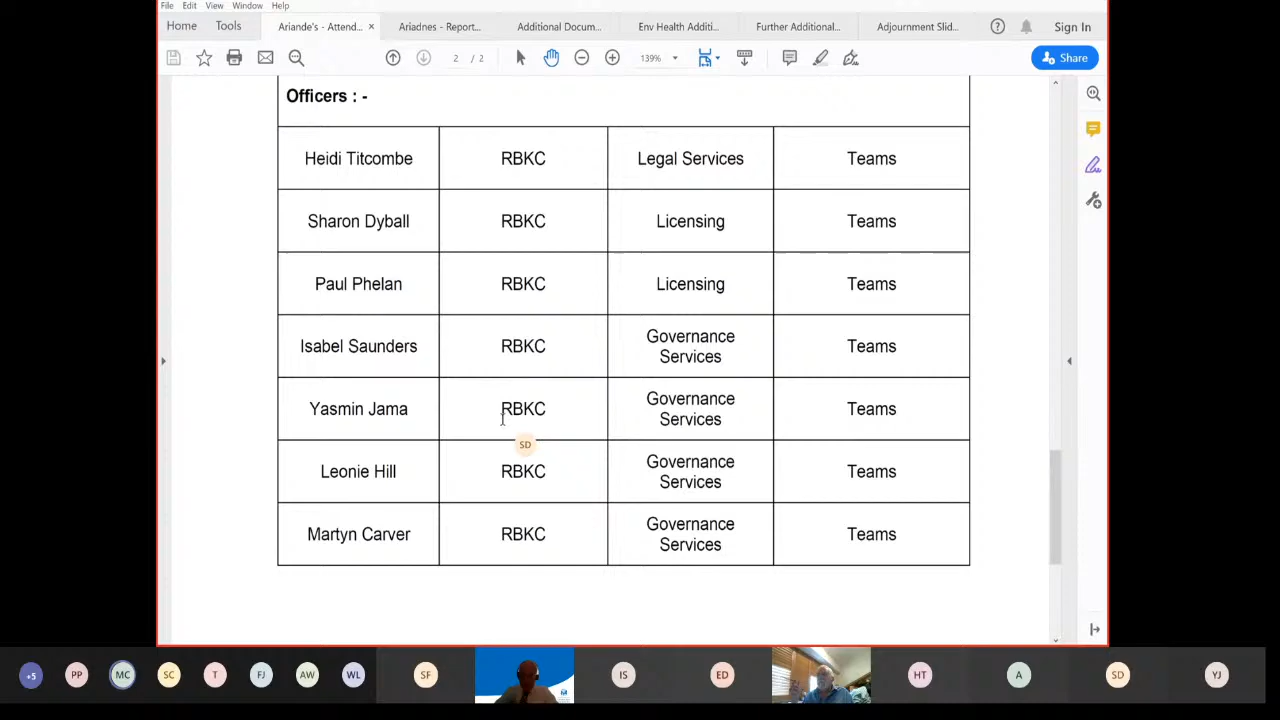 File Edit View Window Help
Home Tools Ariande's - Attend... × Ariadnes - Report... Additional Docum... Env Health Additi... Further Additional... Adjournment Slid... Sign In
2 / 2 139% Share
Officers : -
Heidi Titcombe RBKC Legal Services Teams
Sharon Dyball RBKC Licensing Teams
Paul Phelan RBKC Licensing Teams
Isabel Saunders RBKC Governance Services Teams
Yasmin Jama RBKC Governance Services Teams
SD
Leonie Hill RBKC Governance Services Teams
Martyn Carver RBKC Governance Services Teams
+5 PP MC SC T FJ AW WL SF IS ED HT A SD YJ